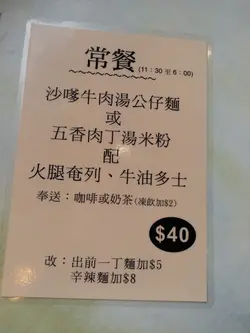 常餐 (11:30 至 6:00)
沙嗲牛肉湯公仔麵
或
五香肉丁湯米粉
配
火腿奄列、牛油多士
奉送：咖啡或奶茶(凍飲加$2)
$40
改：出前一丁麵加$5
辛辣麵加$8